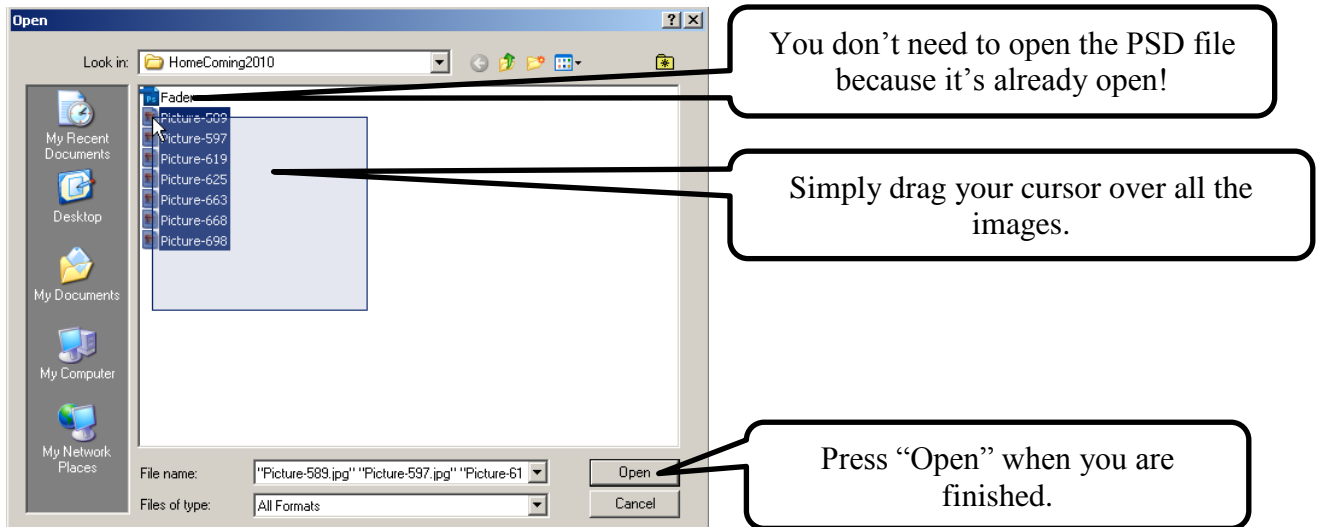 Open
Look in: HomeComing2010
You don’t need to open the PSD file
because it’s already open!
Fader
Picture-589
Picture-597
Picture-619
Picture-625
Picture-663
Picture-668
Picture-698
My Recent
Documents
Desktop
My Documents
My Computer
My Network
Places
Simply drag your cursor over all the
images.
File name: "Picture-589.jpg" "Picture-597.jpg" "Picture-61
Open
Files of type: All Formats
Cancel
Press “Open” when you are
finished.